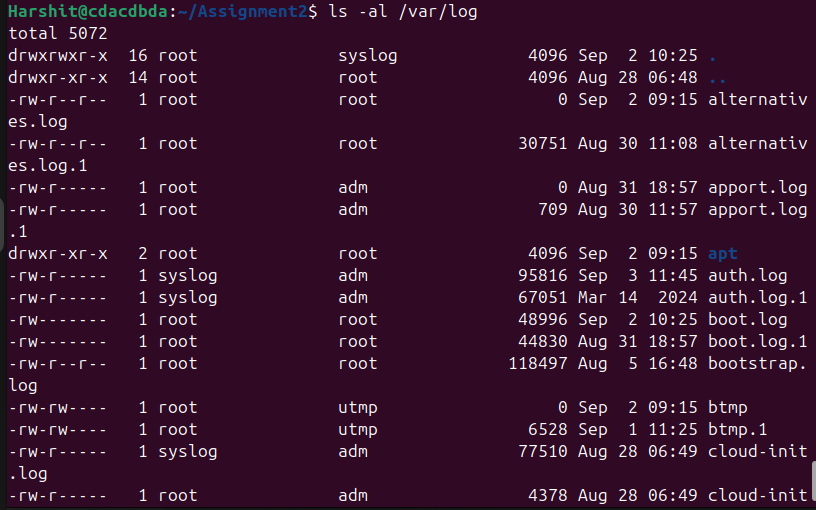 Harshit@cdacdbda:~/Assignment2$ ls -al /var/log
total 5072
drwxrwxr-x  16 root              syslog             4096 Sep  2 10:25 .
drwxr-xr-x  14 root              root               4096 Aug 28 06:48 ..
-rw-r--r--   1 root              root                  0 Sep  2 09:15 alternativ
es.log
-rw-r--r--   1 root              root              30751 Aug 30 11:08 alternativ
es.log.1
-rw-r-----   1 root              adm                   0 Aug 31 18:57 apport.log
-rw-r-----   1 root              adm                 709 Aug 30 11:57 apport.log
.1
drwxr-xr-x   2 root              root               4096 Sep  2 09:15 apt
-rw-r-----   1 syslog            adm               95816 Sep  3 11:45 auth.log
-rw-r-----   1 syslog            adm               67051 Mar 14  2024 auth.log.1
-rw-------   1 root              root              48996 Sep  2 10:25 boot.log
-rw-------   1 root              root              44830 Aug 31 18:57 boot.log.1
-rw-r--r--   1 root              root             118497 Aug  5 16:48 bootstrap.
log
-rw-rw----   1 root              utmp                  0 Sep  2 09:15 btmp
-rw-rw----   1 root              utmp               6528 Sep  1 11:25 btmp.1
-rw-r-----   1 syslog            adm               77510 Aug 28 06:49 cloud-init
.log
-rw-r-----   1 root              adm                4378 Aug 28 06:49 cloud-init